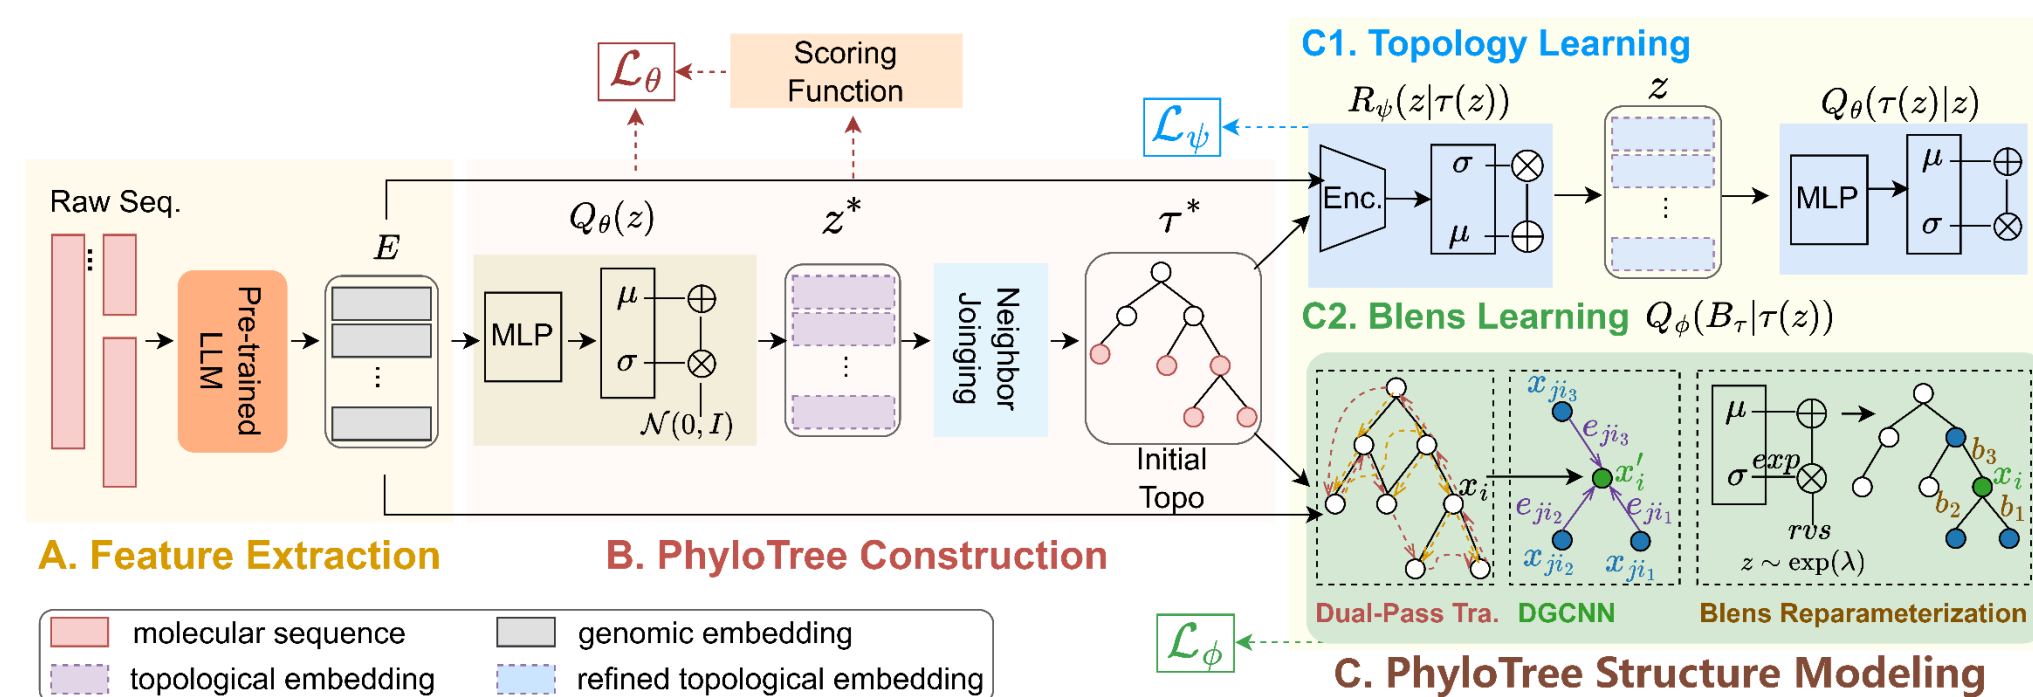 C1. Topology Learning
Scoring
Function
ℒθ
ℒψ
Rψ(z|τ(z))
z
Qθ(τ(z)|z)
Enc.
σ
μ
⋮
MLP
μ
σ
Raw Seq.
...
E
Qθ(z)
z*
τ*
Pre-trained
LLM
⋮
MLP
μ
σ
𝒩(0, I)
⋮
Neighbor
Joinging
Initial
Topo
C2. Blens Learning Qϕ(Bτ|τ(z))
xi
xji3
eji3
x′i
eji2
eji1
xji2
xji1
μ
σ
exp
rvs
z ∼ exp(λ)
b3
xi
b2
b1
Dual-Pass Tra.
DGCNN
Blens Reparameterization
ℒϕ
A. Feature Extraction
B. PhyloTree Construction
C. PhyloTree Structure Modeling
molecular sequence
genomic embedding
topological embedding
refined topological embedding